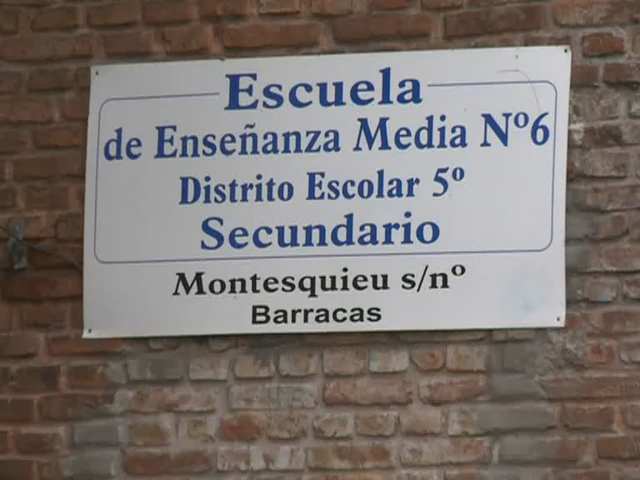 Escuela
de Enseñanza Media Nº6
Distrito Escolar 5º
Secundario
Montesquieu s/nº
Barracas